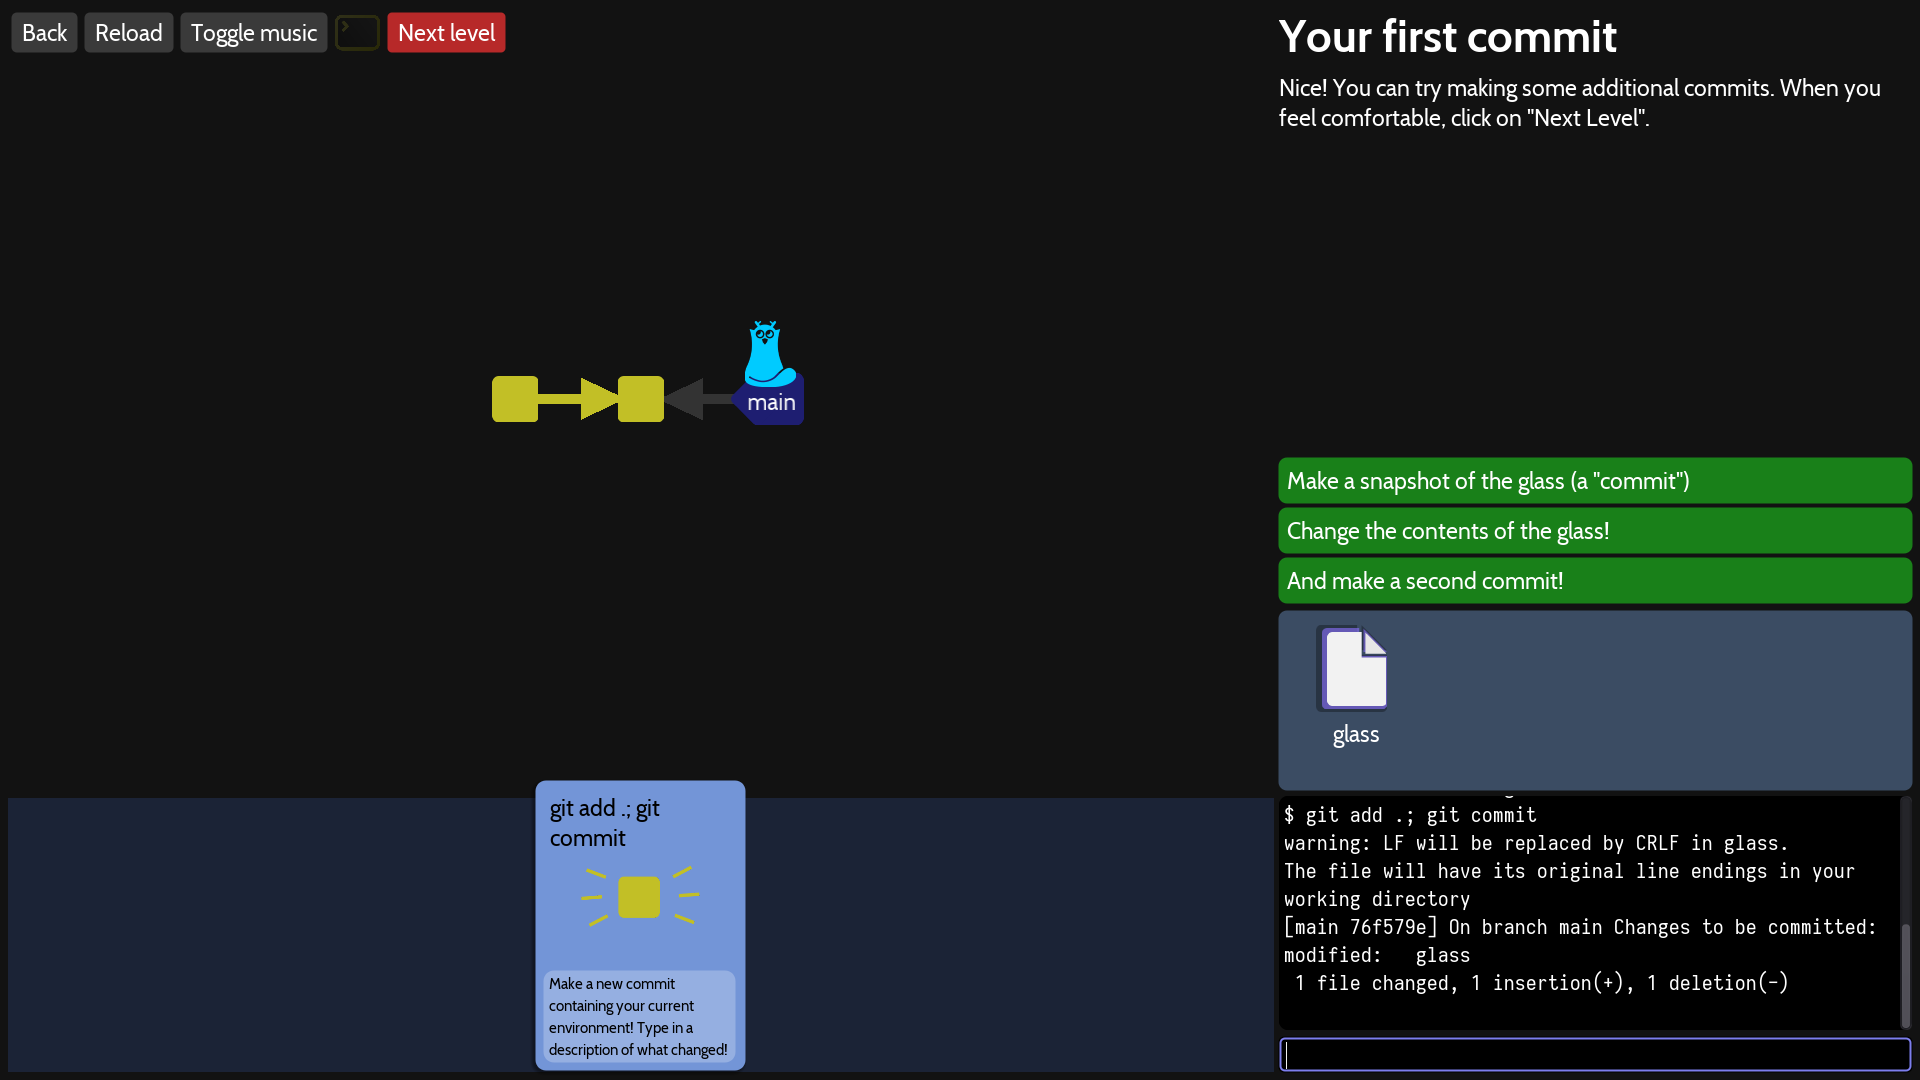 Back
Reload
Toggle music
Next level
Your first commit
Nice! You can try making some additional commits. When you
feel comfortable, click on "Next Level".
main
Make a snapshot of the glass (a "commit")
Change the contents of the glass!
And make a second commit!
glass
git add .; git
commit
Make a new commit
containing your current
environment! Type in a
description of what changed!
$ git add .; git commit
warning: LF will be replaced by CRLF in glass.
The file will have its original line endings in your
working directory
[main 76f579e] On branch main Changes to be committed:
modified:   glass
 1 file changed, 1 insertion(+), 1 deletion(-)